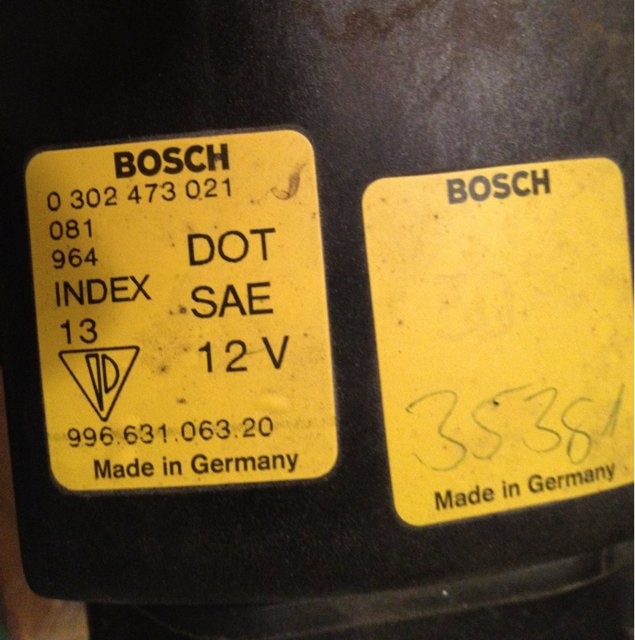 BOSCH
0 302 473 021
081
964
DOT
INDEX
SAE
13
12 V
996.631.063.20
Made in Germany
BOSCH
35381
Made in Germany